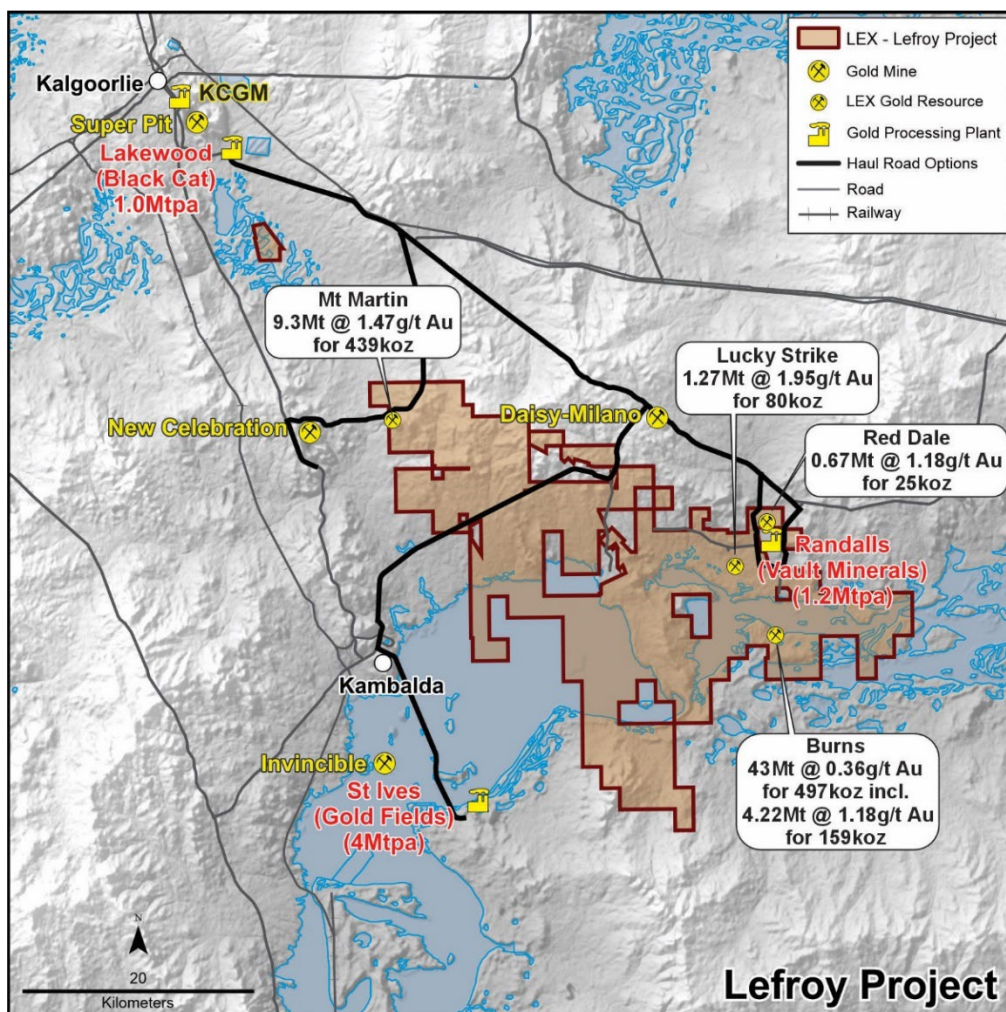 Kalgoorlie
KCGM
Super Pit
Lakewood
(Black Cat)
1.0Mtpa
LEX - Lefroy Project
Gold Mine
LEX Gold Resource
Gold Processing Plant
Haul Road Options
Road
Railway
Mt Martin
9.3Mt @ 1.47g/t Au
for 439koz
Lucky Strike
1.27Mt @ 1.95g/t Au
for 80koz
New Celebration
Daisy-Milano
Red Dale
0.67Mt @ 1.18g/t Au
for 25koz
Randalls
(Vault Minerals)
(1.2Mtpa)
Kambalda
Invincible
St Ives
(Gold Fields)
(4Mtpa)
Burns
43Mt @ 0.36g/t Au
for 497koz incl.
4.22Mt @ 1.18g/t Au
for 159koz
N
20
Kilometers
Lefroy Project